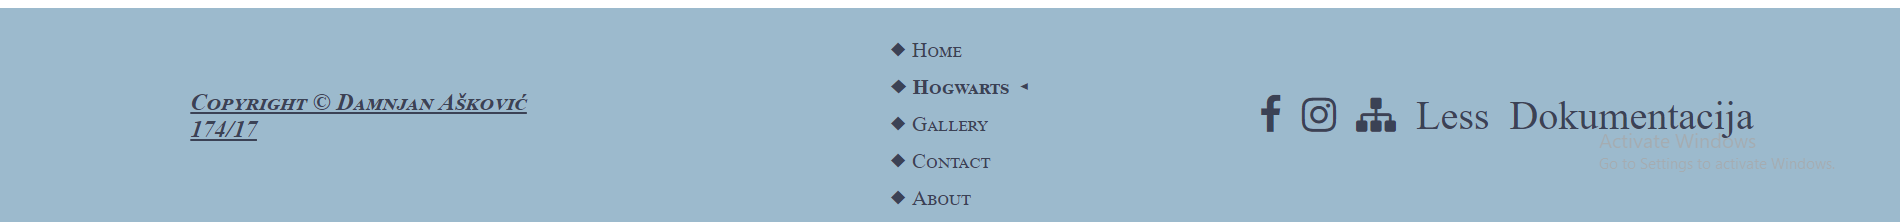 Copyright © Damnjan Ašković
174/17
Home
Hogwarts
Gallery
Contact
About
Less Dokumentacija
Activate Windows
Go to Settings to activate Windows.